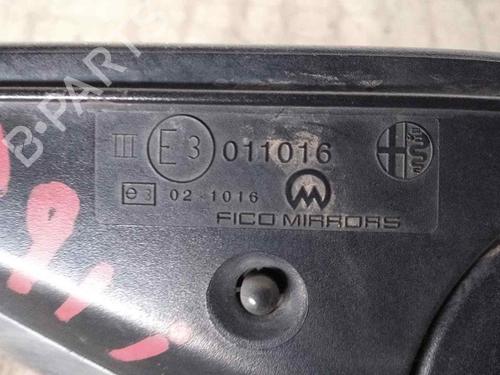 B-PARTS
III E3 011016
e3 02-1016
FICO MIRRORS